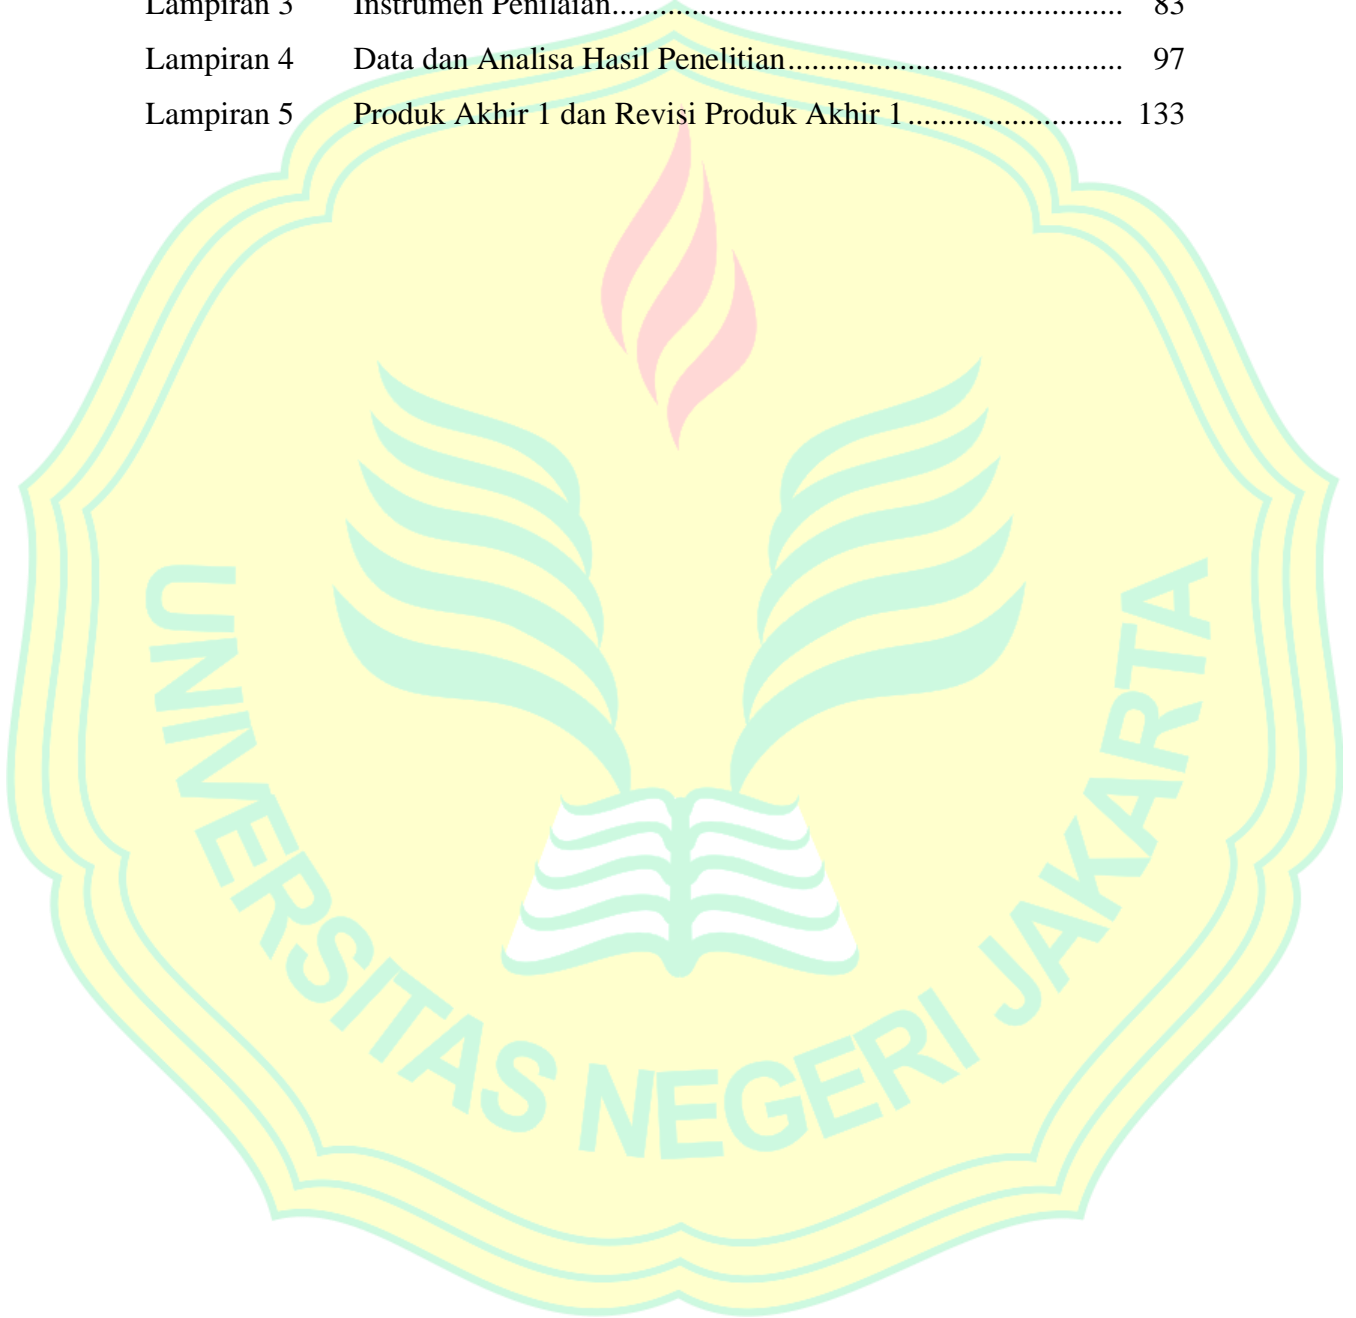 Lampiran 3 Instrumen Penilaian................................................................ 83
Lampiran 4 Data dan Analisa Hasil Penelitian.......................................... 97
Lampiran 5 Produk Akhir 1 dan Revisi Produk Akhir 1........................... 133
UNIVERSITAS NEGERI JAKARTA